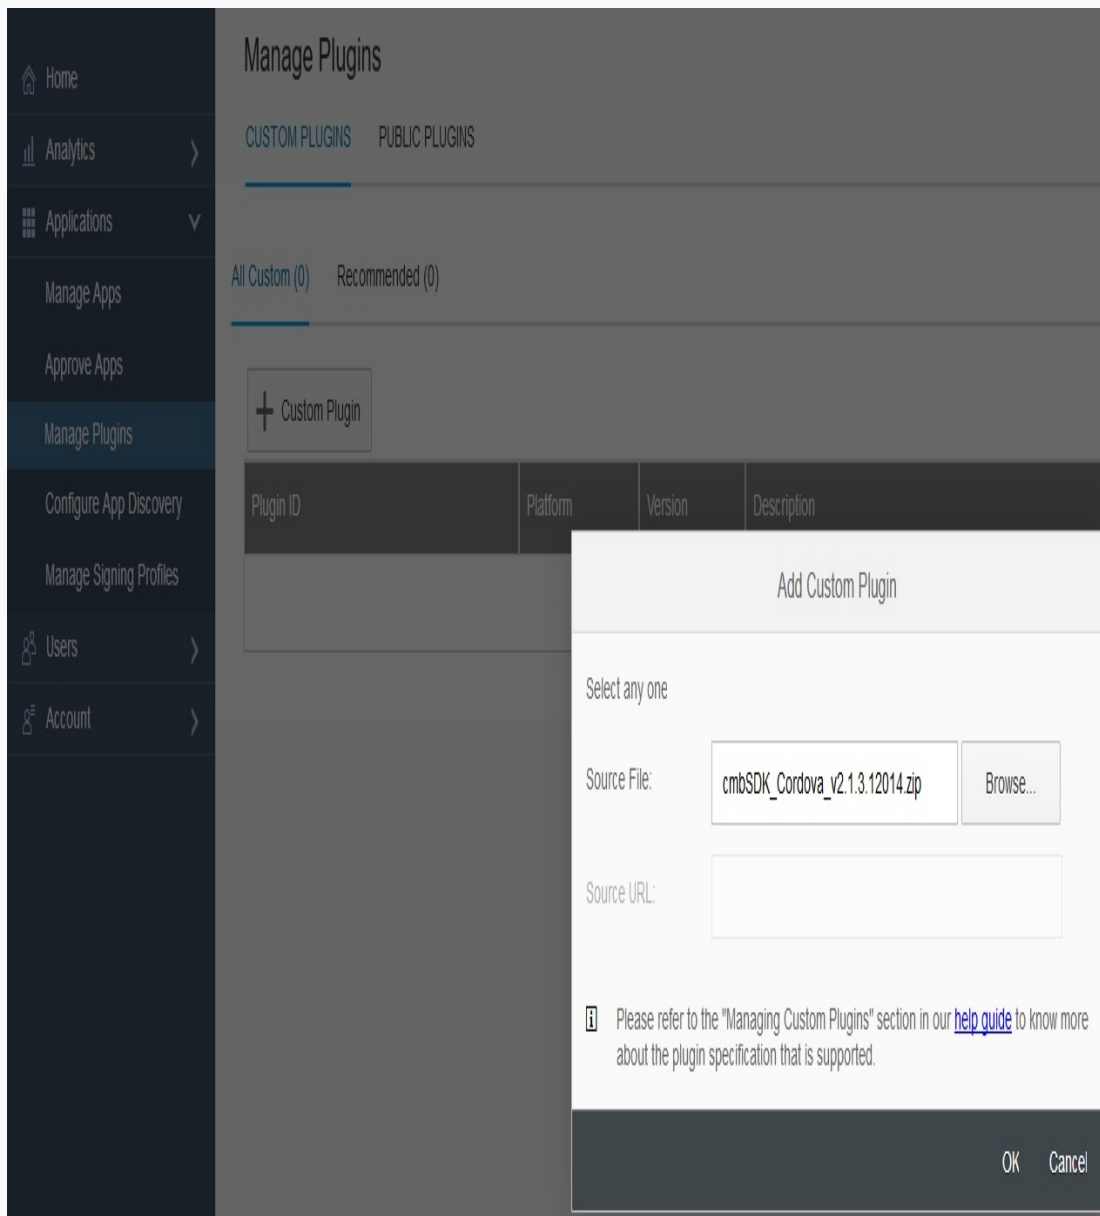 Home
Analytics
Applications
Manage Apps
Approve Apps
Manage Plugins
Configure App Discovery
Manage Signing Profiles
Users
Account
Manage Plugins
CUSTOM PLUGINS PUBLIC PLUGINS
All Custom (0) Recommended (0)
+ Custom Plugin
Plugin ID Platform Version Description
Add Custom Plugin
Select any one
Source File: cmbSDK_Cordova_v2.1.3.12014.zip Browse...
Source URL:
i Please refer to the "Managing Custom Plugins" section in our help guide to know more
about the plugin specification that is supported.
OK Cancel